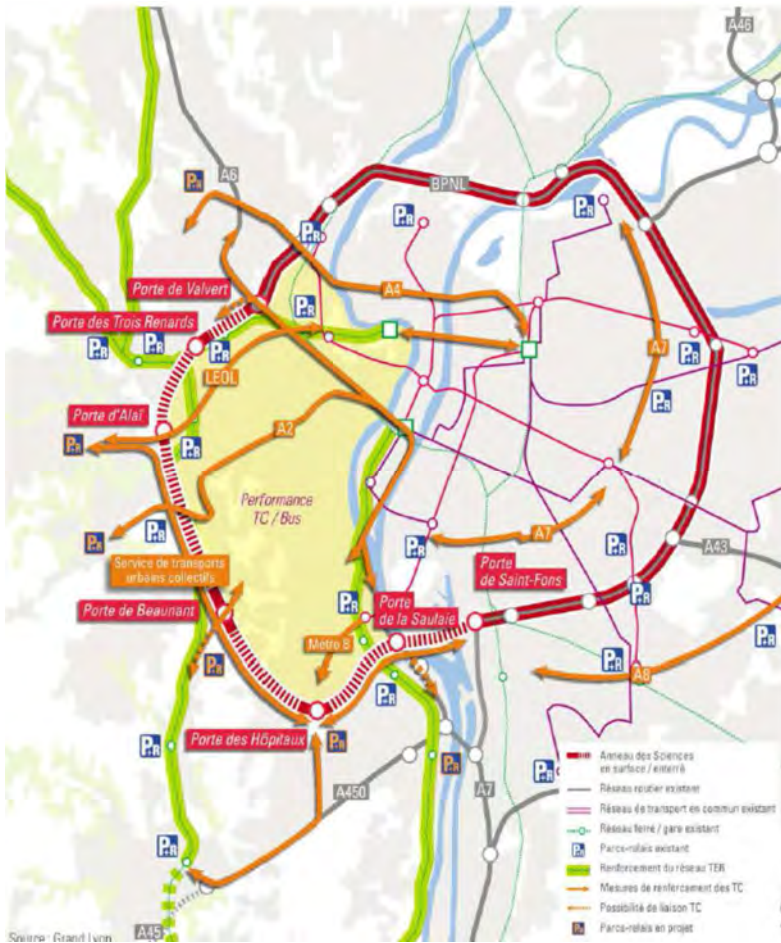 A46
A6
P+R
BPNL
P+R
P+R
P+R
Porte de Valvert
A4
P+R
Porte des Trois Renards
P+R
P+R
P+R
P+R
A7
P+R
P+R
LEOL
P+R
Porte d'Alaï
A2
P+R
P+R
Performance
TC / Bus
P+R
P+R
P+R
A7
Porte
de Saint-Fons
P+R
A43
Service de transports
urbains collectifs
Porte de Beaunant
P+R
Porte
de la Saulaie
P+R
Métro B
P+R
P+R
A8
Porte des Hôpitaux
P+R
P+R
P+R
P+R
A450
A7
P+R
A45
Anneau des Sciences
en surface / enterré
Réseau routier existant
Réseau de transport en commun existant
Réseau ferré / gare existant
P+R
Parcs-relais existant
Renforcement du réseau TER
Mesures de renforcement des TC
Possibilité de liaison TC
P+R
Parcs-relais en projet
Source : Grand Lyon